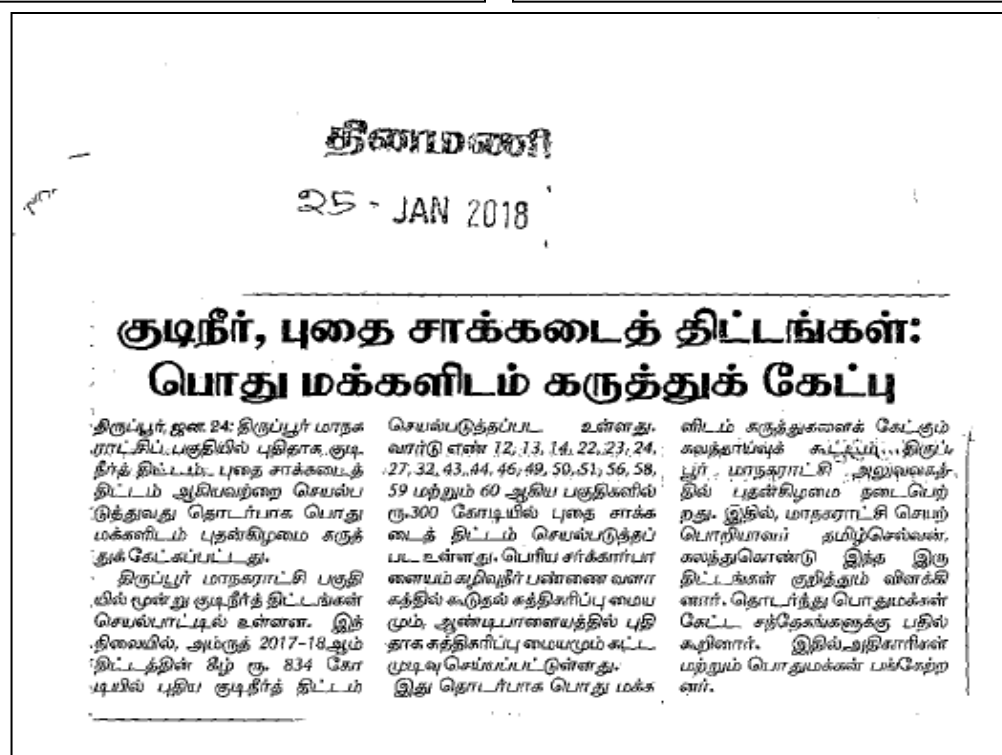 தினமணி
25 - JAN 2018
குடிநீர், புதை சாக்கடைத் திட்டங்கள்:
பொது மக்களிடம் கருத்துக் கேட்பு
திருப்பூர், ஜன. 24: திருப்பூர் மாநக
ராட்சிப் பகுதியில் புதிதாக குடி
நீர்த் திட்டம், புதை சாக்கடைத்
திட்டம் ஆகியவற்றை செயல்ப
டுத்துவது தொடர்பாக பொது
மக்களிடம் புதன்கிழமை கருத்
துக் கேட்கப்பட்டது.
திருப்பூர் மாநகராட்சி பகுதி
யில் மூன்று குடிநீர்த் திட்டங்கள்
செயல்பாட்டில் உள்ளன. இந்
நிலையில், அம்ருத் 2017-18ஆம்
திட்டத்தின் கீழ் ரூ. 834 கோ
டியில் புதிய குடிநீர்த் திட்டம்
செயல்படுத்தப்பட உள்ளது.
வார்டு எண் 12, 13, 14, 22, 23, 24,
27, 32, 43, 44, 46, 49, 50, 51, 56, 58,
59 மற்றும் 60 ஆகிய பகுதிகளில்
ரூ.300 கோடியில் புதை சாக்க
டைத் திட்டம் செயல்படுத்தப்
பட உள்ளது. பெரிய சர்க்கார்பா
ளையம் கழிவுநீர் பண்ணை வளா
கத்தில் கூடுதல் சுத்திகரிப்பு மைய
மும், ஆண்டிபாளையத்தில் புதி
தாக சுத்திகரிப்பு மையமும் கட்ட
முடிவு செய்யப்பட்டுள்ளது.
இது தொடர்பாக பொது மக்க
ளிடம் கருத்துகளைக் கேட்கும்
கலந்தாய்வுக் கூட்டம் திருப்
பூர் மாநகராட்சி அலுவலகத்
தில் புதன்கிழமை நடைபெற்
றது. இதில், மாநகராட்சி செயற்
பொறியாளர் தமிழ்செல்வன்,
கலந்துகொண்டு இந்த இரு
திட்டங்கள் குறித்தும் விளக்கி
னார். தொடர்ந்து பொதுமக்கள்
கேட்ட சந்தேகங்களுக்கு பதில்
கூறினார். இதில் அதிகாரிகள்
மற்றும் பொதுமக்கள் பங்கேற்ற
னர்.